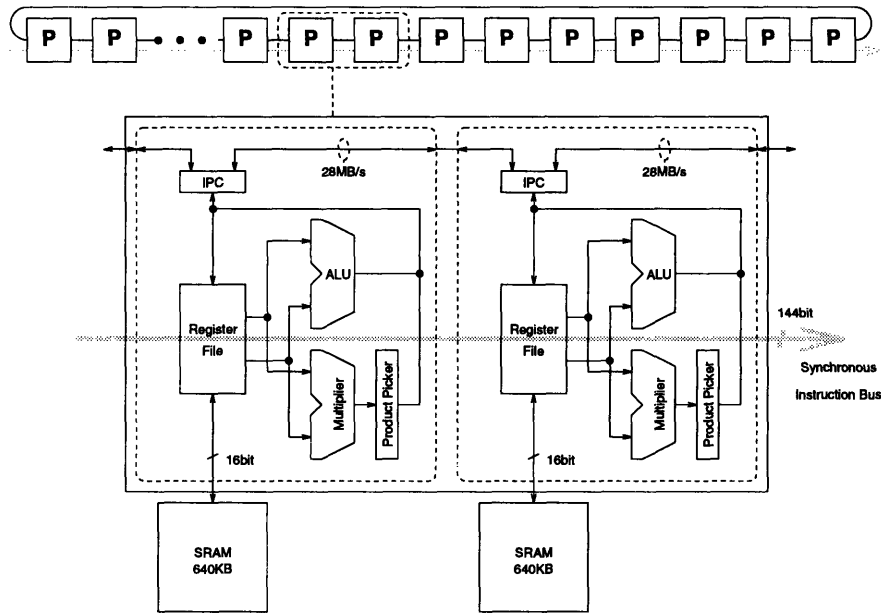 P P P P P P P P P P P P
28MB/s 28MB/s
IPC IPC
ALU ALU
144bit
Register File Register File
Synchronous
Instruction Bus
Multiplier Product Picker Multiplier Product Picker
16bit 16bit
SRAM SRAM
640KB 640KB